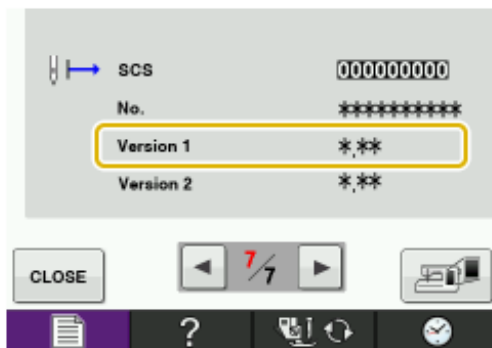 SCS 000000000
No. **********
Version 1 *.**
Version 2 *.**
CLOSE 7/7
?